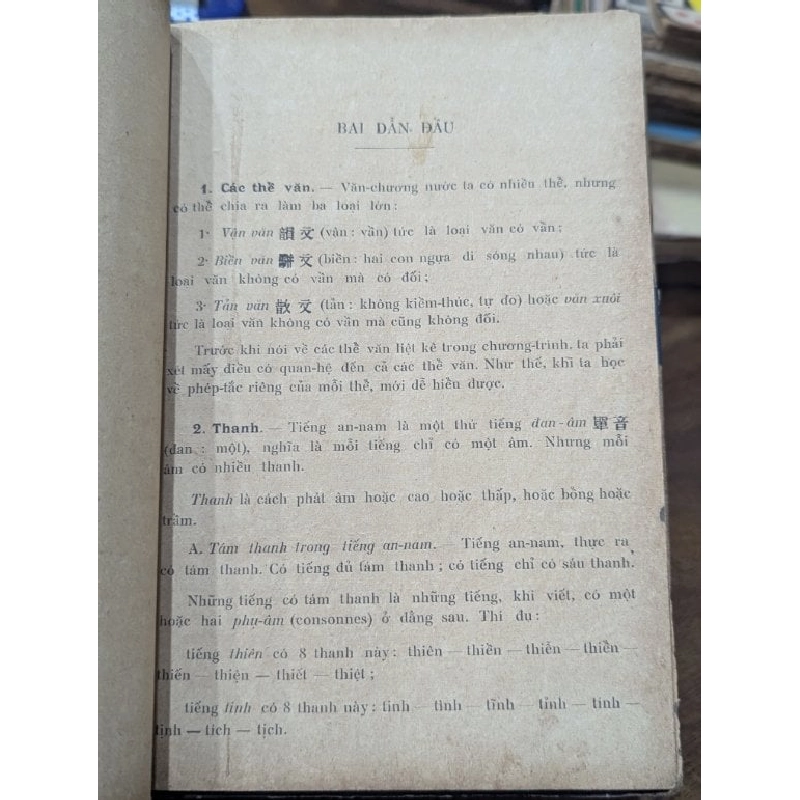 BÀI DẪN ĐẦU
1. Các thể văn. — Văn-chương nước ta có nhiều thể, nhưng
có thể chia ra làm ba loại lớn :
1· Vận văn 韻文 (vận : vần) tức là loại văn có vần ;
2· Biền văn 駢文 (biền : hai con ngựa đi sóng nhau) tức là
loại văn không có vần mà có đối ;
3· Tản văn 散文 (tản : không kiềm-thúc, tự do) hoặc văn xuôi
tức là loại văn không có vần mà cũng không đối.
Trước khi nói về các thể văn liệt kê trong chương-trình, ta phải
xét mấy điều có quan-hệ đến cả các thể văn. Như thế, khi ta học
về phép-tắc riêng của mỗi thể, mới dễ hiểu được.
2. Thanh. — Tiếng an-nam là một thứ tiếng đan-âm 單音
(đan : một), nghĩa là mỗi tiếng chỉ có một âm. Nhưng mỗi
âm có nhiều thanh.
Thanh là cách phát âm hoặc cao hoặc thấp, hoặc bổng hoặc
trầm.
A. Tám thanh trong tiếng an-nam. — Tiếng an-nam, thực ra
có tám thanh. Có tiếng đủ tám thanh ; có tiếng chỉ có sáu thanh.
Những tiếng có tám thanh là những tiếng, khi viết, có một
hoặc hai phụ-âm (consonnes) ở đằng sau. Thí dụ :
tiếng thiên có 8 thanh này : thiên — thiền — thiễn — thiển —
thiến — thiện — thiết — thiệt ;
tiếng tinh có 8 thanh này : tinh — tình — tĩnh — tỉnh — tính —
tịnh — tích — tịch.